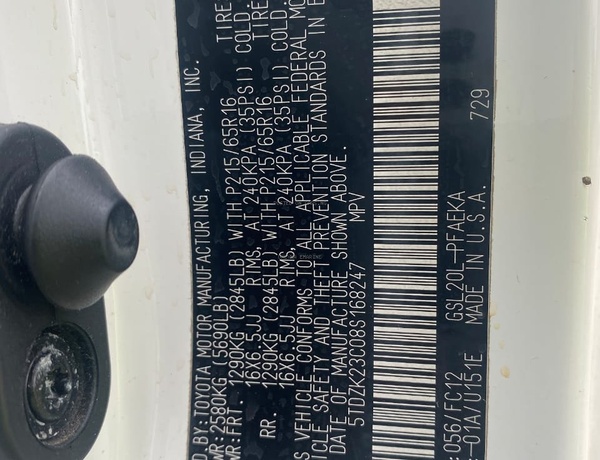 D.BY:TOYOTA MOTOR MANUFACTURING, INDIANA, INC.
WR:2580KG (5690LB) TIRE
WR:FRT. 1290KG (2845LB) WITH P215/65R16
16X6.5JJ RIMS. AT 240KPA (35PSI) COLD.
RR. 1290KG (2845LB) WITH P215/65R16 TIRE
16X6.5JJ RIMS. AT 240KPA (35PSI) COLD.
S VEHICLE CONFORMS TO ALL APPLICABLE FEDERAL MO
ICLE SAFETY AND THEFT PREVENTION STANDARDS IN E
DATE OF MANUFACTURE SHOWN ABOVE.
5TDZK23C08S168247 MPV
:056/FC12 GSL20L-PFAEKA
-01A/U151E MADE IN U.S.A. 729